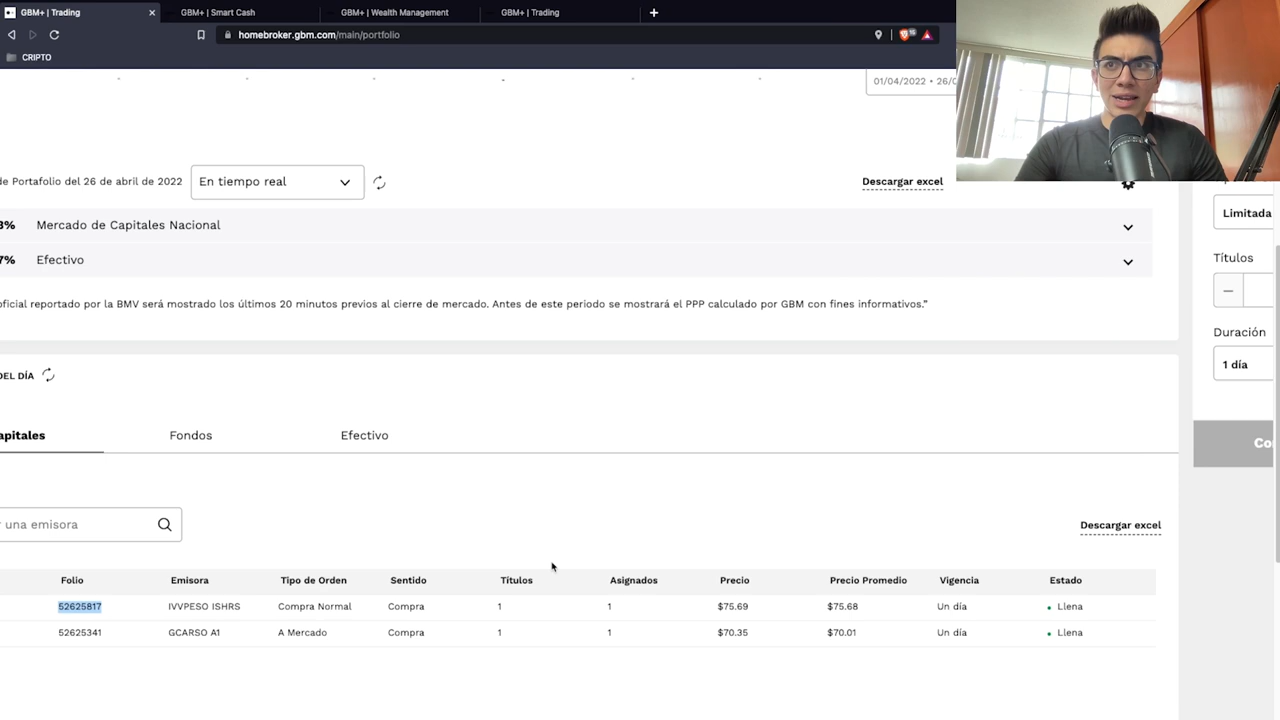 GBM+ | Trading
GBM+ | Smart Cash
GBM+ | Wealth Management
GBM+ | Trading
homebroker.gbm.com/main/portfolio
CRIPTO
01/04/2022 • 26/0
de Portafolio del 26 de abril de 2022
En tiempo real
Descargar excel
3% Mercado de Capitales Nacional
7% Efectivo
oficial reportado por la BMV será mostrado los últimos 20 minutos previos al cierre de mercado. Antes de este periodo se mostrará el PPP calculado por GBM con fines informativos.”
Limitada
Títulos
Duración
1 día
Co
DEL DÍA
apitales Fondos Efectivo
r una emisora
Descargar excel
Folio Emisora Tipo de Orden Sentido Títulos Asignados Precio Precio Promedio Vigencia Estado
52625817 IVVPESO ISHRS Compra Normal Compra 1 1 $75.69 $75.68 Un día Llena
52625341 GCARSO A1 A Mercado Compra 1 1 $70.35 $70.01 Un día Llena